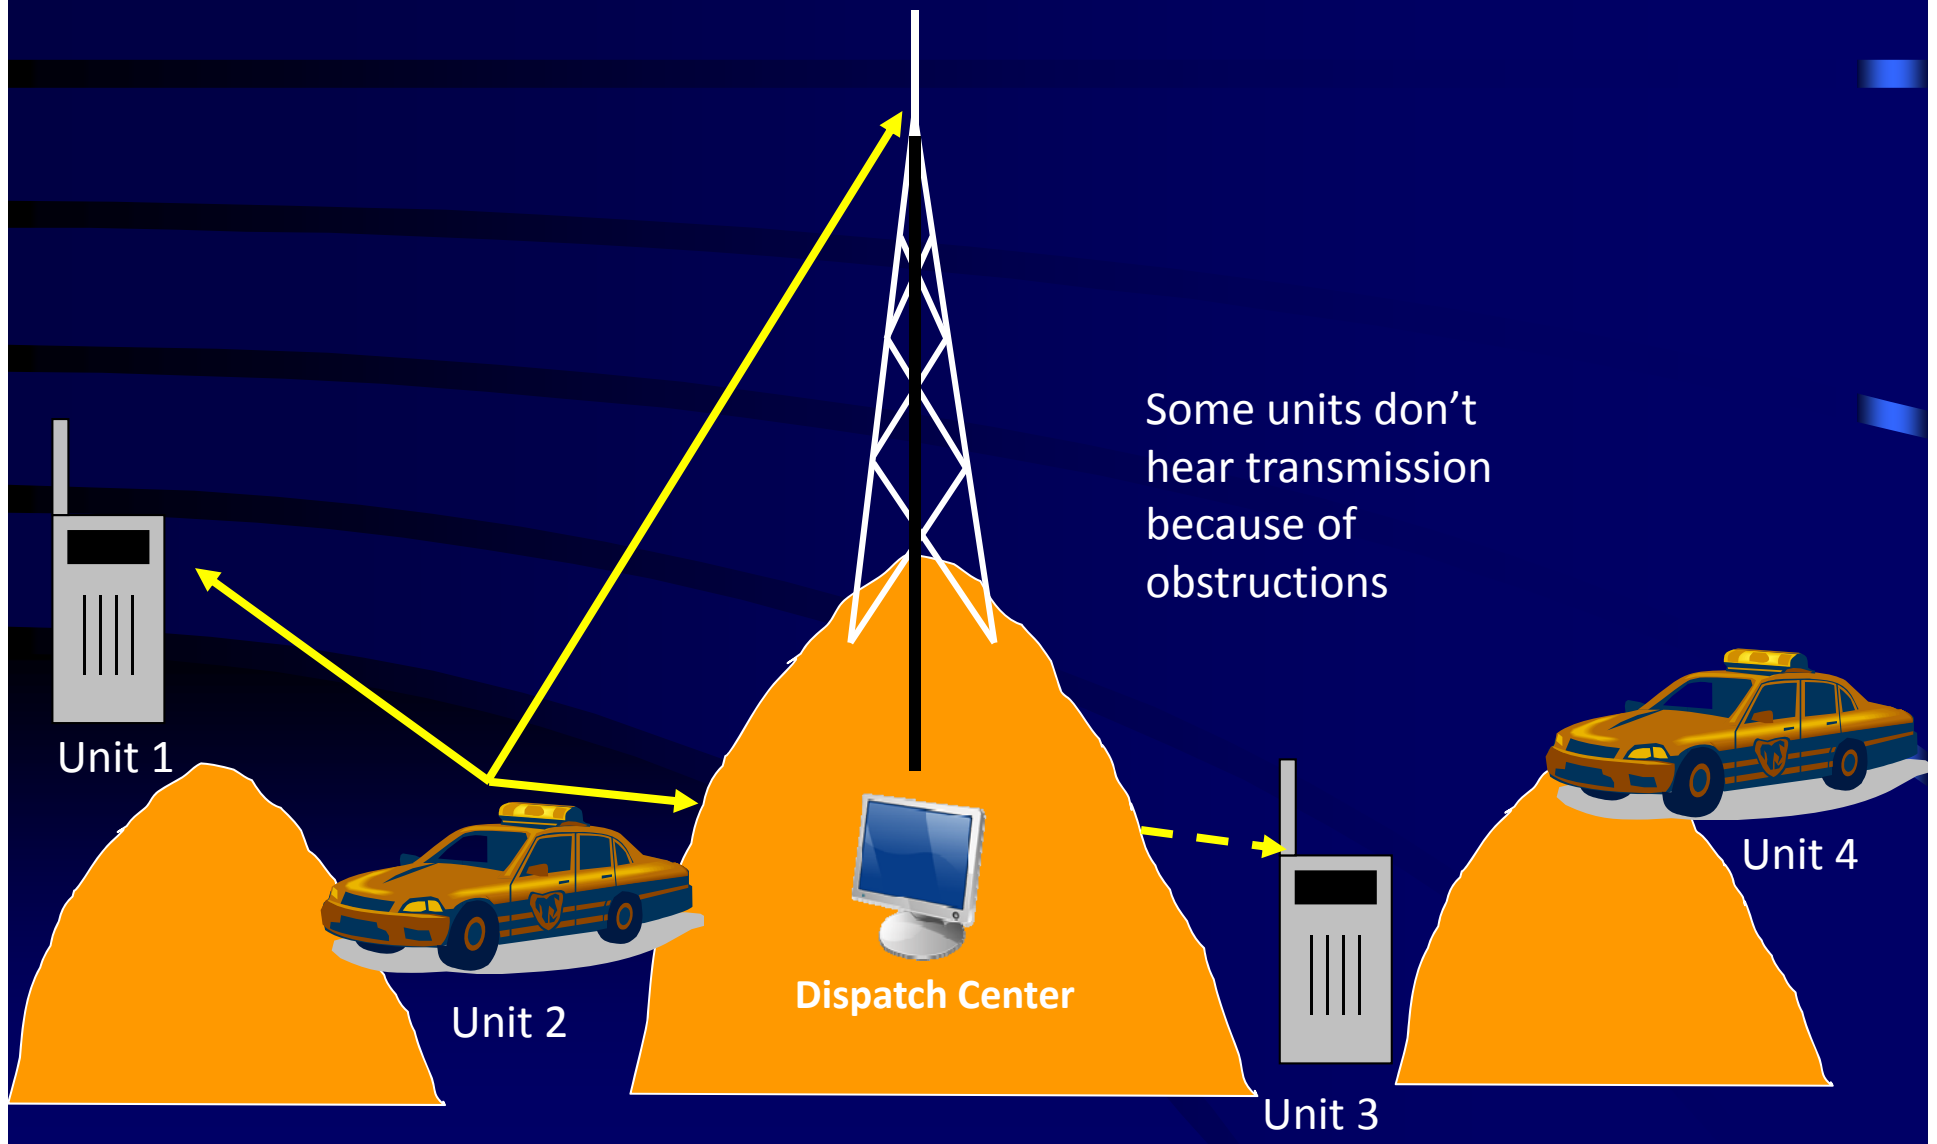 Some units don’t
hear transmission
because of
obstructions
Unit 1
Unit 4
Dispatch Center
Unit 2
Unit 3